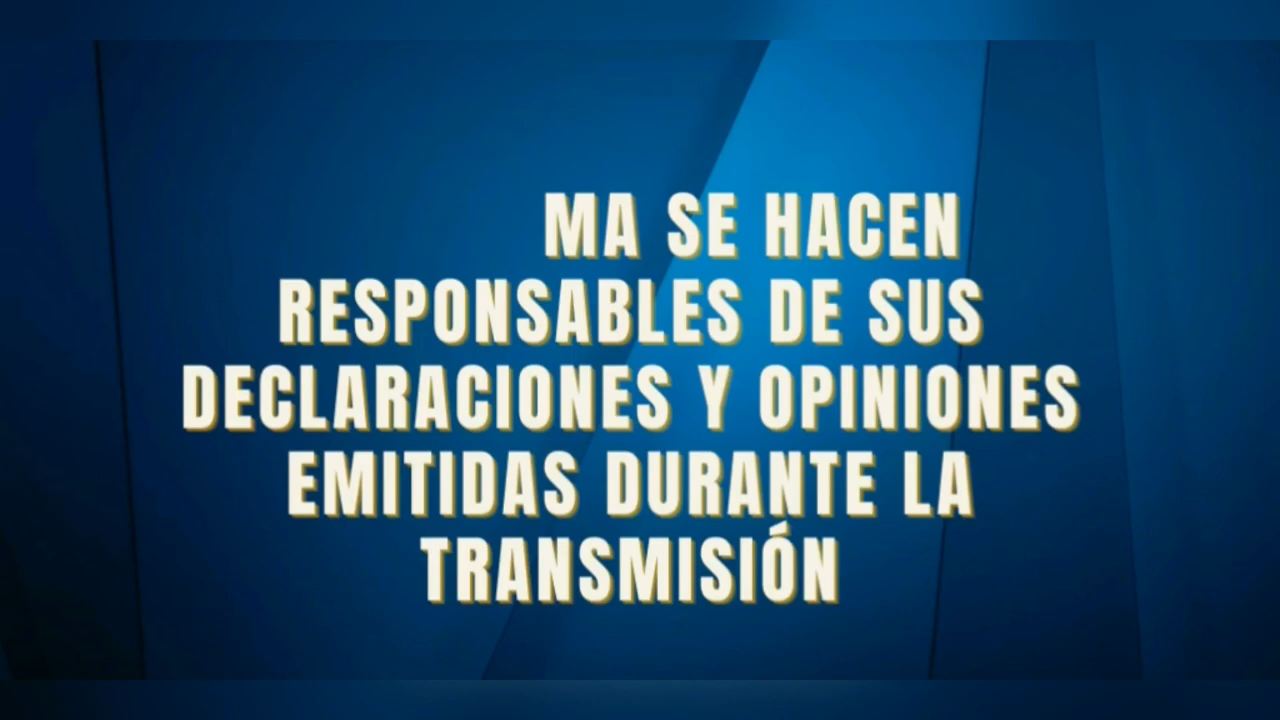 MA SE HACEN
RESPONSABLES DE SUS
DECLARACIONES Y OPINIONES
EMITIDAS DURANTE LA
TRANSMISIÓN